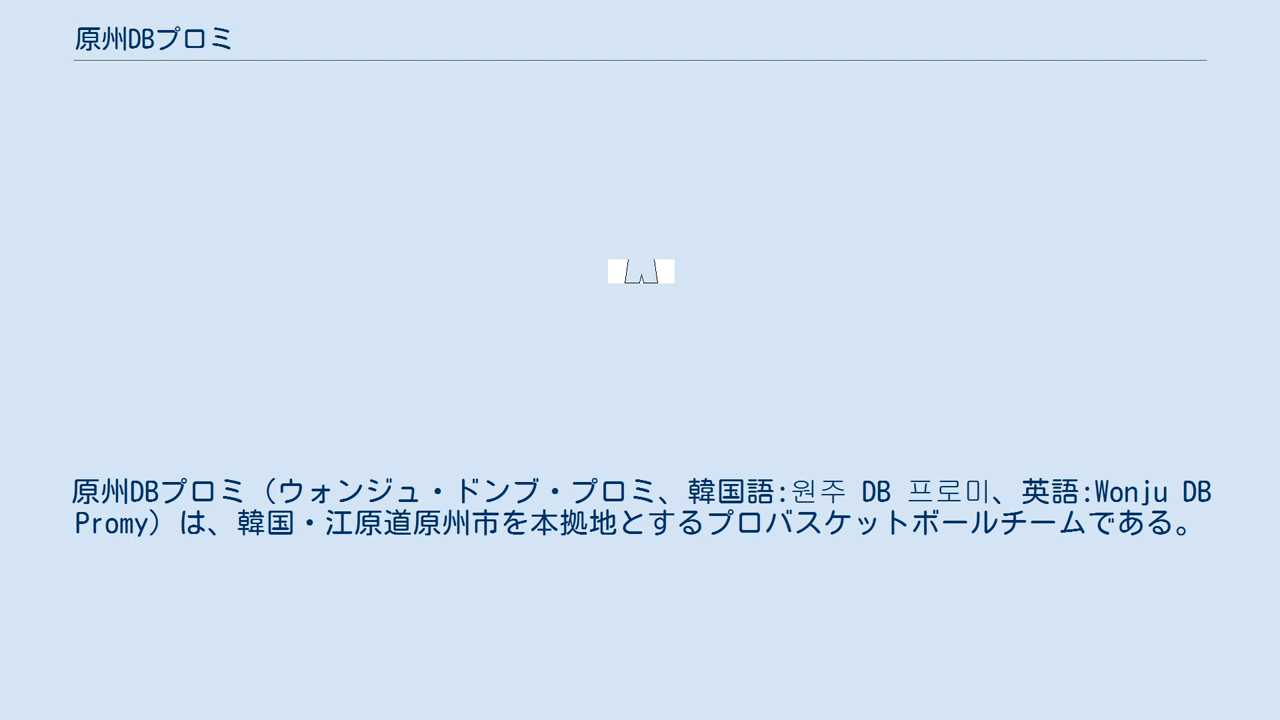 原州DBプロミ
原州DBプロミ（ウォンジュ・ドンブ・プロミ、韓国語:원주 DB 프로미、英語:Wonju DB
Promy）は、韓国・江原道原州市を本拠地とするプロバスケットボールチームである。